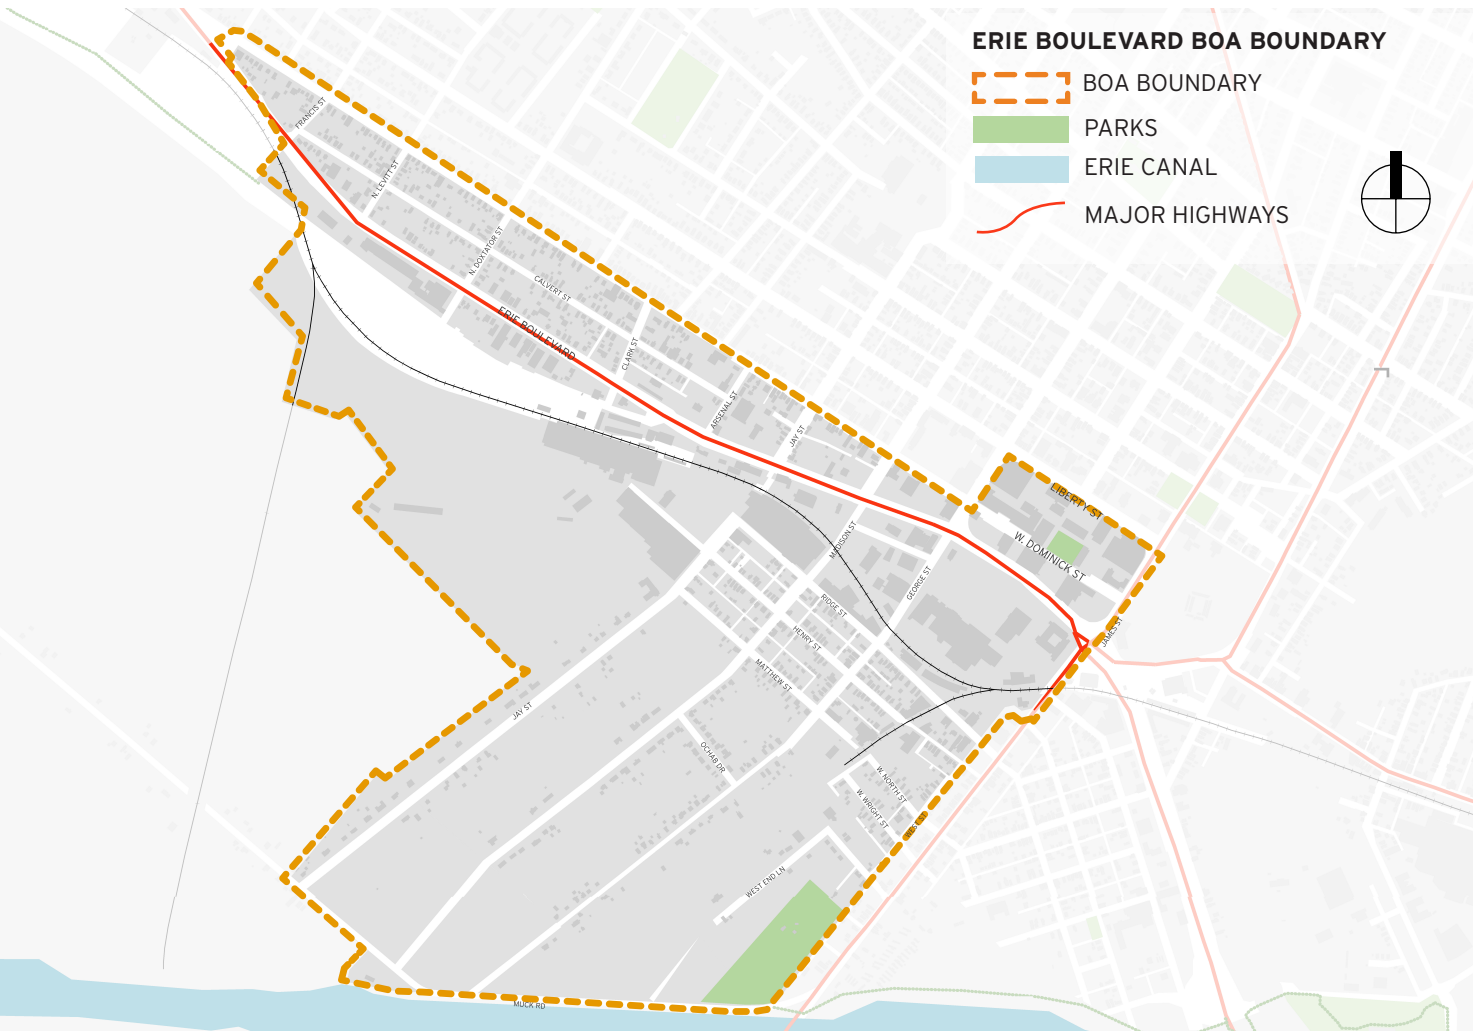 ERIE BOULEVARD BOA BOUNDARY
BOA BOUNDARY
PARKS
ERIE CANAL
MAJOR HIGHWAYS
FRANCIS ST
N. LEVITT ST
N. DOXTATOR ST
CALVERT ST
ERIE BOULEVARD
CLARK ST
ARSENAL ST
JAY ST
LIBERTY ST
W. DOMINICK ST
MADISON ST
GEORGE ST
RIDGE ST
HENRY ST
MATTHEW ST
JAMES ST
JAY ST
OCHAB DR
W. NORTH ST
W. WRIGHT ST
WEST ST
WEST END LN
MUCK RD